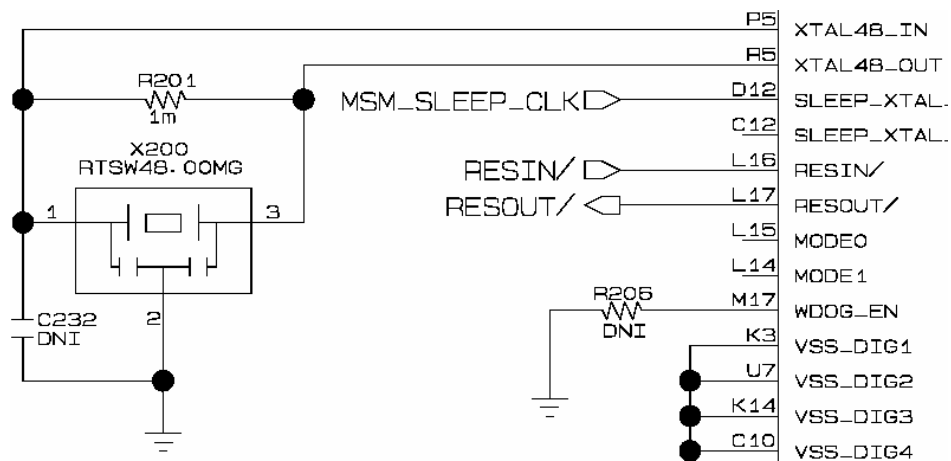 P5 XTAL48_IN
R5 XTAL48_OUT
R201
1m
MSM_SLEEP_CLK D12 SLEEP_XTAL_
C12 SLEEP_XTAL_
X200
RTSW48.00MG
RESIN/ L16 RESIN/
RESOUT/ L17 RESOUT/
1 3
L15 MODE0
L14 MODE1
R205
DNI
M17 WDOG_EN
C232
DNI
2
K3 VSS_DIG1
U7 VSS_DIG2
K14 VSS_DIG3
C10 VSS_DIG4